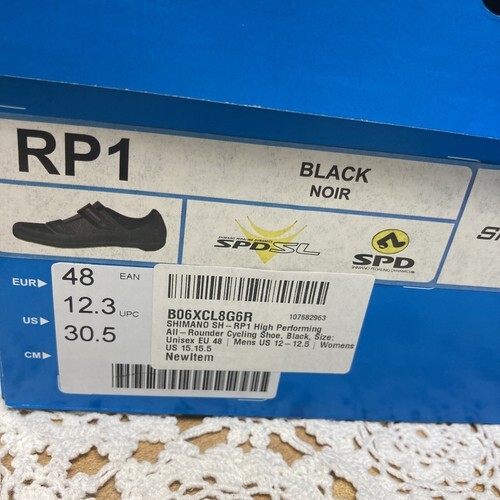 RP1
BLACK
NOIR
SPD-SL
SPD
EUR 48 EAN
US 12.3 UPC
CM 30.5
B06XCL8G6R
107682963
SHIMANO SH-RP1 High Performing
All-Rounder Cycling Shoe, Black, Size:
Unisex EU 48 | Mens US 12-12.5 | Womens
US 15.15.5
NewItem